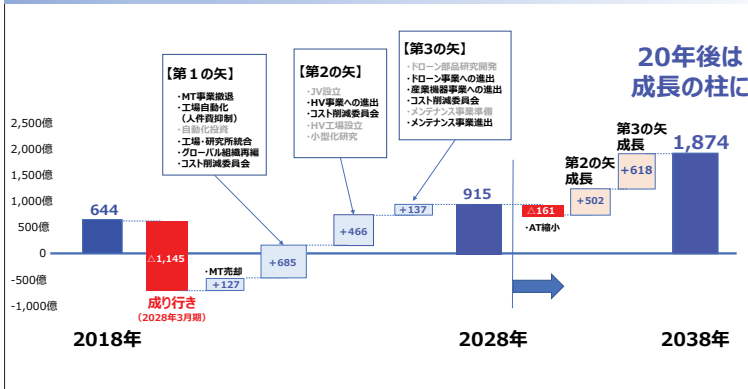 20年後は
成長の柱に
【第1の矢】
・MT事業撤退
・工場自動化
（人件費抑制）
・自動化投資
・工場・研究所統合
・グローバル組織再編
・コスト削減委員会
【第2の矢】
・JV設立
・HV事業への進出
・コスト削減委員会
・HV工場設立
・小型化研究
【第3の矢】
・ドローン部品研究開発
・ドローン事業への進出
・産業機器事業への進出
・コスト削減委員会
・メンテナンス事業準備
・メンテナンス事業進出
2,500億
2,000億
1,500億
1,000億
500億
0
-500億
-1,000億
644
△1,145
成り行き
（2028年3月期）
・MT売却
+127
+685
+466
+137
915
△161
・AT縮小
第2の矢
成長
+502
第3の矢
成長
+618
1,874
2018年
2028年
2038年